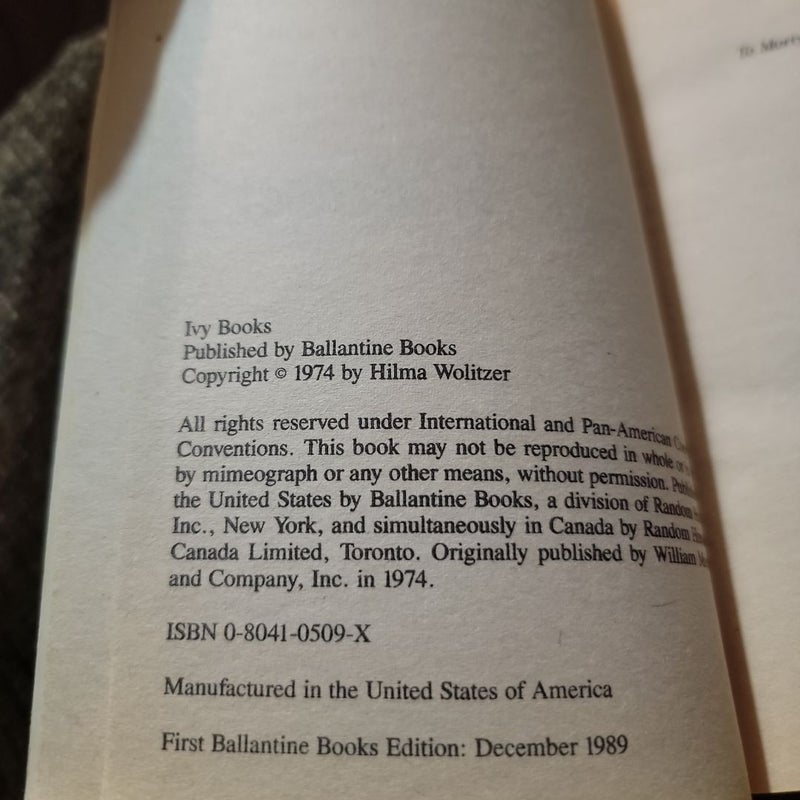 Ivy Books
Published by Ballantine Books
Copyright © 1974 by Hilma Wolitzer
All rights reserved under International and Pan-American
Conventions. This book may not be reproduced in whole or
by mimeograph or any other means, without permission.
the United States by Ballantine Books, a division of Random
Inc., New York, and simultaneously in Canada by Random
Canada Limited, Toronto. Originally published by William
and Company, Inc. in 1974.
ISBN 0-8041-0509-X
Manufactured in the United States of America
First Ballantine Books Edition: December 1989
To